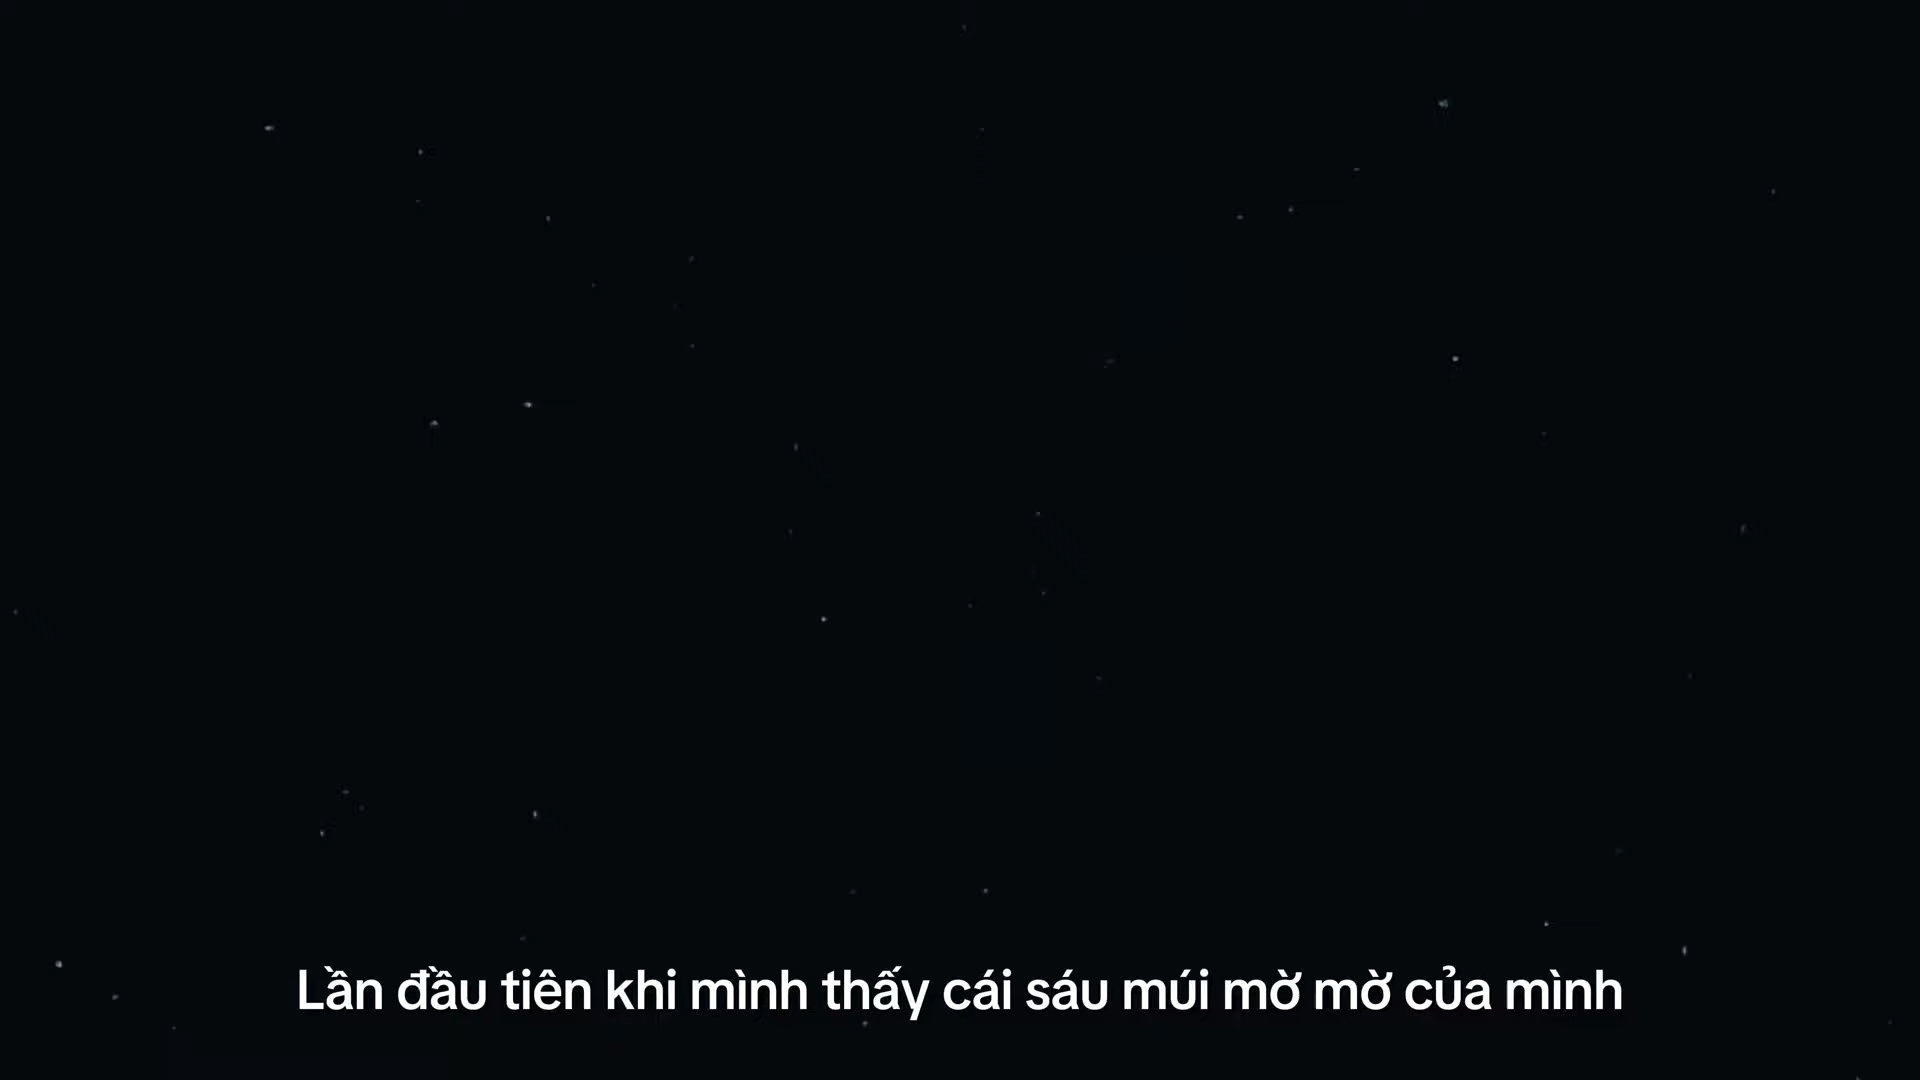 Lần đầu tiên khi mình thấy cái sáu múi mờ mờ của mình